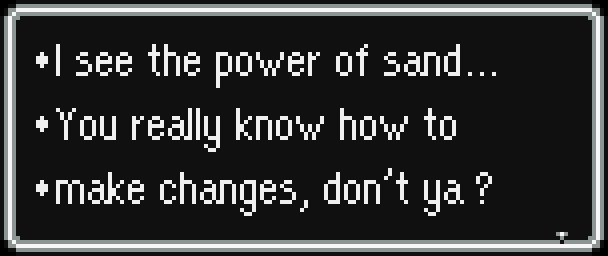 •I see the power of sand...
•You really know how to
•make changes, don't ya ?